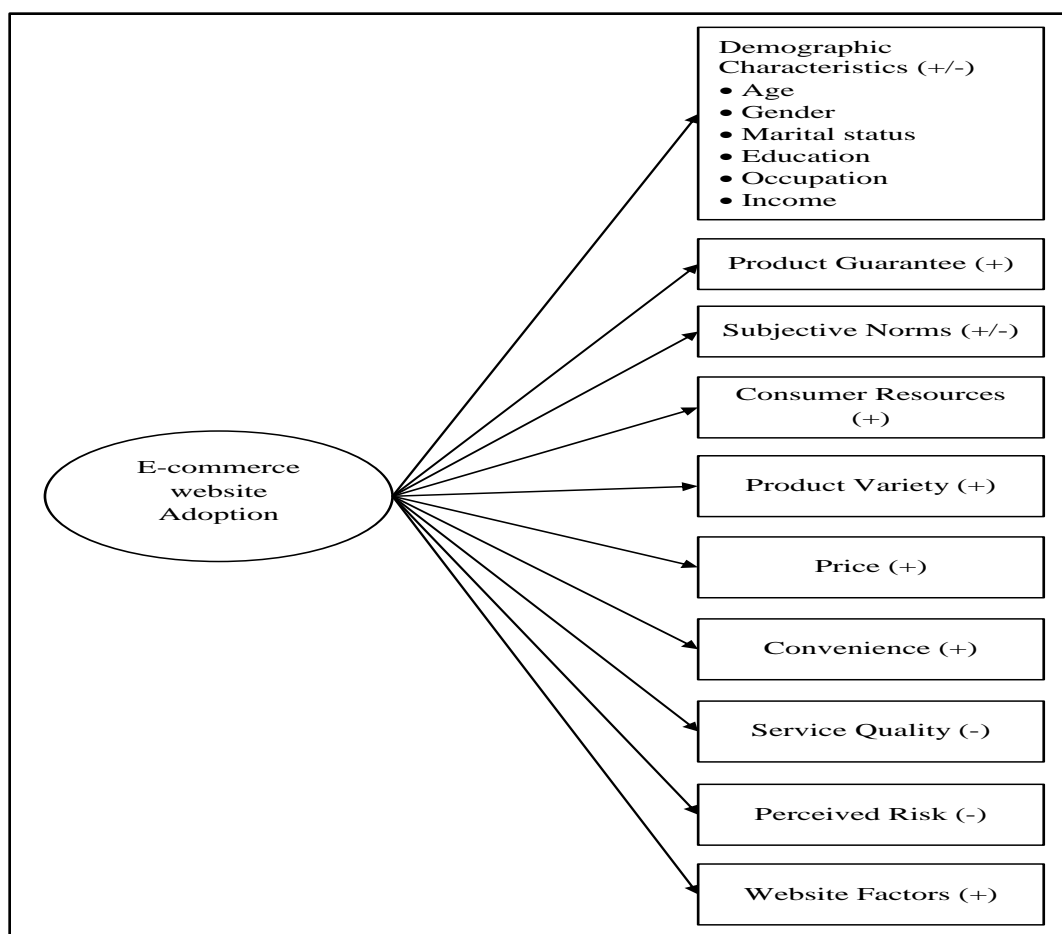 Demographic
Characteristics (+/-)
• Age
• Gender
• Marital status
• Education
• Occupation
• Income
Product Guarantee (+)
Subjective Norms (+/-)
Consumer Resources
(+)
E-commerce
website
Adoption
Product Variety (+)
Price (+)
Convenience (+)
Service Quality (-)
Perceived Risk (-)
Website Factors (+)